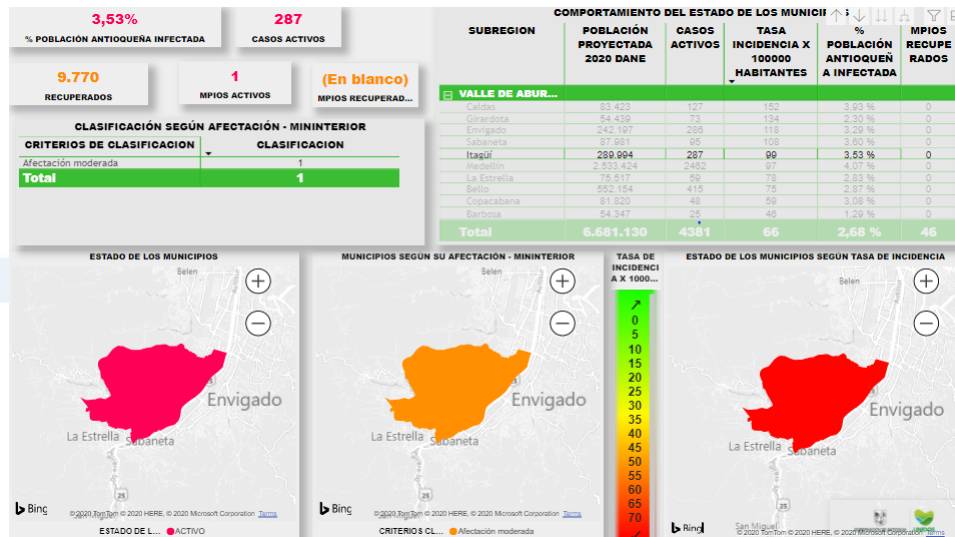 3,53%
% POBLACIÓN ANTIOQUEÑA INFECTADA
287
CASOS ACTIVOS
9.770
RECUPERADOS
1
MPIOS ACTIVOS
(En blanco)
MPIOS RECUPERAD...
CLASIFICACIÓN SEGÚN AFECTACIÓN - MININTERIOR
CRITERIOS DE CLASIFICACION CLASIFICACION
Afectación moderada 1
Total 1
COMPORTAMIENTO DEL ESTADO DE LOS MUNICIP
SUBREGION POBLACIÓN PROYECTADA 2020 DANE CASOS ACTIVOS TASA INCIDENCIA X 100000 HABITANTES % POBLACIÓN ANTIOQUEÑA INFECTADA MPIOS RECUPERADOS
VALLE DE ABUR...
Caldas 83.423 127 152 3,93 % 0
Girardota 54.439 73 134 2,30 % 0
Envigado 242.197 286 118 3,29 % 0
Sabaneta 87.981 95 108 3,60 % 0
Itagüí 289.994 287 99 3,53 % 0
Medellín 2.533.424 2462 97 4,07 % 0
La Estrella 75.517 59 78 2,83 % 0
Bello 552.154 415 75 2,87 % 0
Copacabana 81.820 48 59 3,08 % 0
Barbosa 54.347 25 46 1,29 % 0
Total 6.681.130 4381 66 2,68 % 46
ESTADO DE LOS MUNICIPIOS
Belen
Envigado
La Estrella
Sabaneta
25
Bing
© 2020 TomTom © 2020 HERE, © 2020 Microsoft Corporation Terms
ESTADO DE L... ACTIVO
MUNICIPIOS SEGÚN SU AFECTACIÓN - MININTERIOR
Belen
Envigado
La Estrella
Sabaneta
25
Bing
© 2020 TomTom © 2020 HERE, © 2020 Microsoft Corporation Terms
CRITERIOS CL... Afectación moderada
TASA DE
INCIDENCI
A X 1000...
0
5
10
15
20
25
30
35
40
45
50
55
60
65
70
ESTADO DE LOS MUNICIPIOS SEGÚN TASA DE INCIDENCIA
Belen
Envigado
La Estrella
Sabaneta
25
San Miguel
Bing
© 2020 TomTom © 2020 HERE, © 2020 Microsoft Corporation Terms